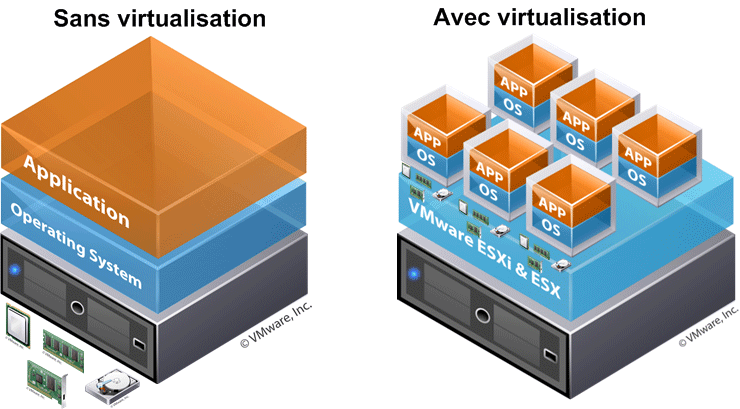 Sans virtualisation
Application
Operating System
© VMware, Inc.
Avec virtualisation
APP
OS
APP
OS
APP
OS
APP
OS
APP
OS
APP
OS
VMware ESXi & ESX
© VMware, Inc.